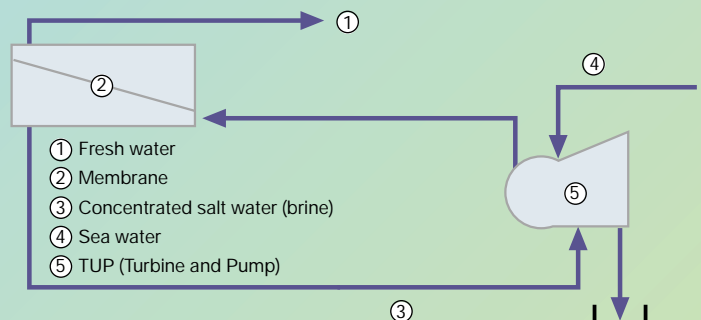 1
2
4
1 Fresh water
2 Membrane
3 Concentrated salt water (brine)
4 Sea water
5 TUP (Turbine and Pump)
5
3